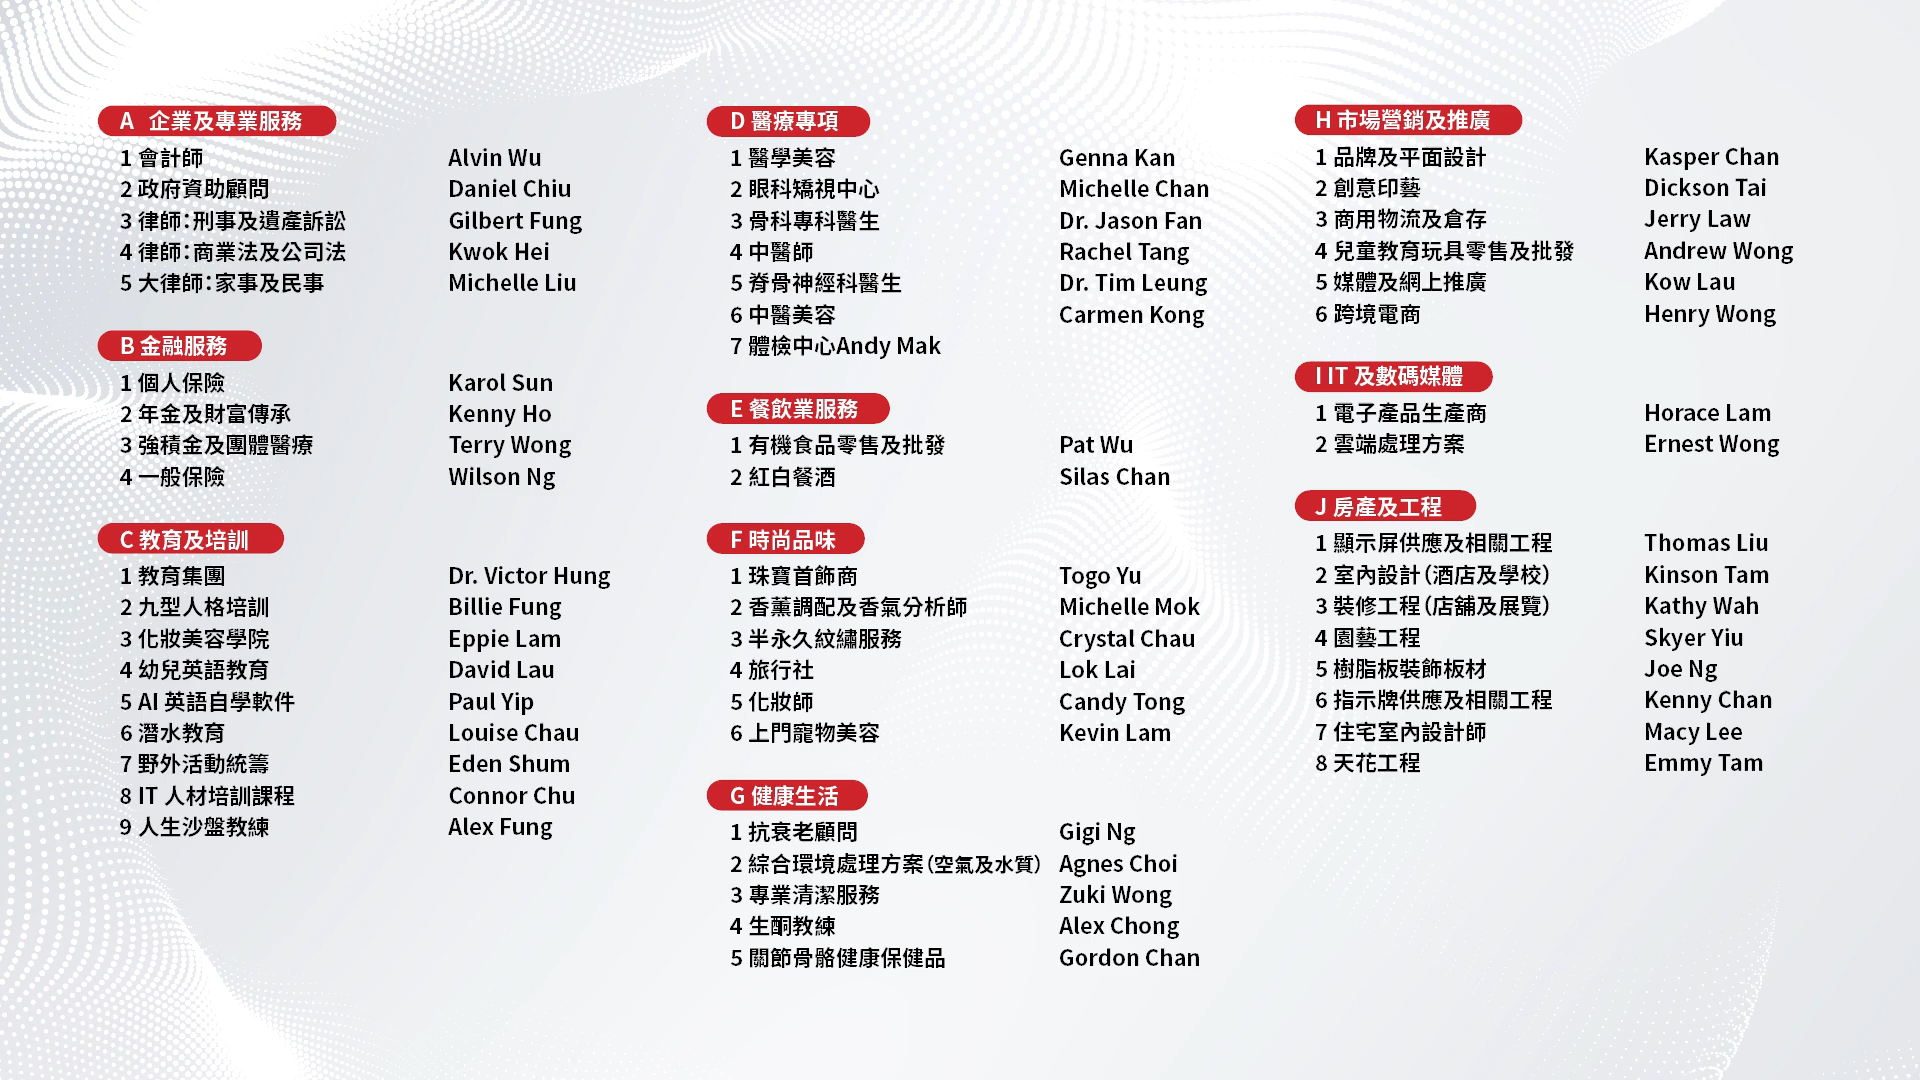 A 企業及專業服務
1 會計師 Alvin Wu
2 政府資助顧問 Daniel Chiu
3 律師：刑事及遺產訴訟 Gilbert Fung
4 律師：商業法及公司法 Kwok Hei
5 大律師：家事及民事 Michelle Liu
B 金融服務
1 個人保險 Karol Sun
2 年金及財富傳承 Kenny Ho
3 強積金及團體醫療 Terry Wong
4 一般保險 Wilson Ng
C 教育及培訓
1 教育集團 Dr. Victor Hung
2 九型人格培訓 Billie Fung
3 化妝美容學院 Eppie Lam
4 幼兒英語教育 David Lau
5 AI 英語自學軟件 Paul Yip
6 潛水教育 Louise Chau
7 野外活動統籌 Eden Shum
8 IT 人材培訓課程 Connor Chu
9 人生沙盤教練 Alex Fung
D 醫療專項
1 醫學美容 Genna Kan
2 眼科矯視中心 Michelle Chan
3 骨科專科醫生 Dr. Jason Fan
4 中醫師 Rachel Tang
5 脊骨神經科醫生 Dr. Tim Leung
6 中醫美容 Carmen Kong
7 體檢中心Andy Mak
E 餐飲業服務
1 有機食品零售及批發 Pat Wu
2 紅白餐酒 Silas Chan
F 時尚品味
1 珠寶首飾商 Togo Yu
2 香薰調配及香氣分析師 Michelle Mok
3 半永久紋繡服務 Crystal Chau
4 旅行社 Lok Lai
5 化妝師 Candy Tong
6 上門寵物美容 Kevin Lam
G 健康生活
1 抗衰老顧問 Gigi Ng
2 綜合環境處理方案（空氣及水質） Agnes Choi
3 專業清潔服務 Zuki Wong
4 生酮教練 Alex Chong
5 關節骨骼健康保健品 Gordon Chan
H 市場營銷及推廣
1 品牌及平面設計 Kasper Chan
2 創意印藝 Dickson Tai
3 商用物流及倉存 Jerry Law
4 兒童教育玩具零售及批發 Andrew Wong
5 媒體及網上推廣 Kow Lau
6 跨境電商 Henry Wong
I IT 及數碼媒體
1 電子產品生產商 Horace Lam
2 雲端處理方案 Ernest Wong
J 房產及工程
1 顯示屏供應及相關工程 Thomas Liu
2 室內設計（酒店及學校） Kinson Tam
3 裝修工程（店舖及展覽） Kathy Wah
4 園藝工程 Skyer Yiu
5 樹脂板裝飾板材 Joe Ng
6 指示牌供應及相關工程 Kenny Chan
7 住宅室內設計師 Macy Lee
8 天花工程 Emmy Tam